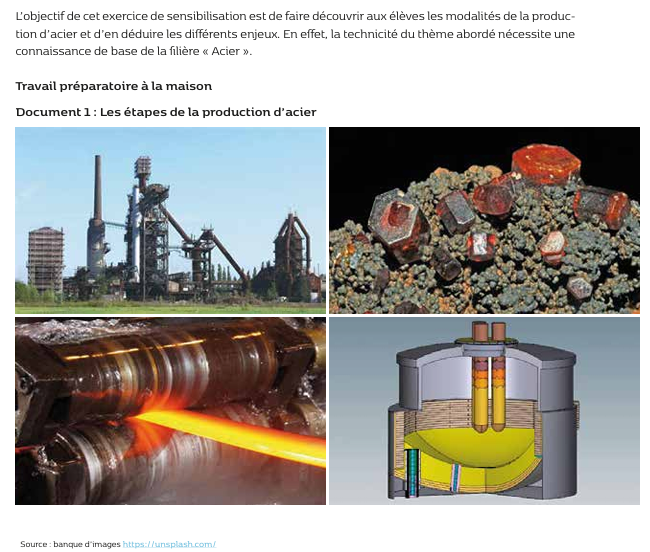 L'objectif de cet exercice de sensibilisation est de faire découvrir aux élèves les modalités de la produc-
tion d'acier et d'en déduire les différents enjeux. En effet, la technicité du thème abordé nécessite une
connaissance de base de la filière « Acier ».
Travail préparatoire à la maison
Document 1 : Les étapes de la production d'acier
Source : banque d'images https://unsplash.com/